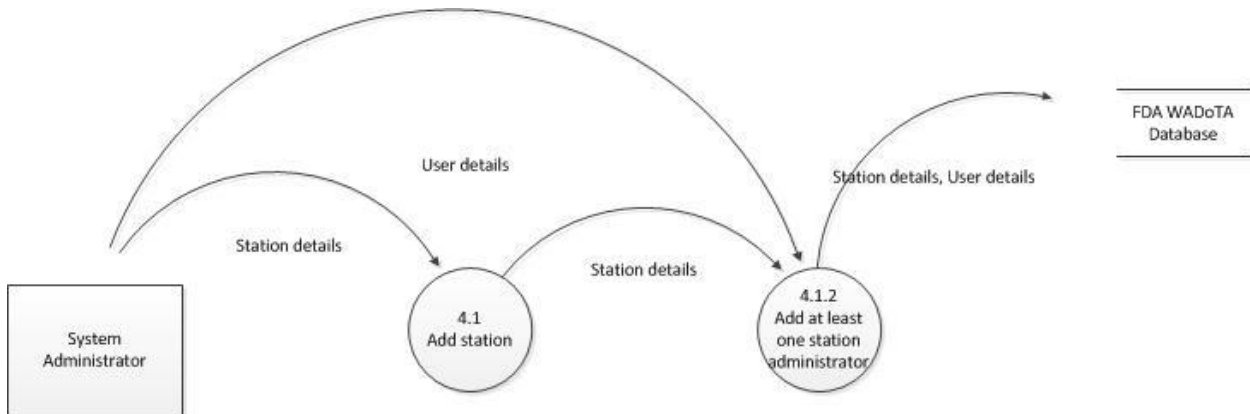 User details
Station details
Station details
Station details, User details
FDA WADoTA
Database
System
Administrator
4.1
Add station
4.1.2
Add at least
one station
administrator